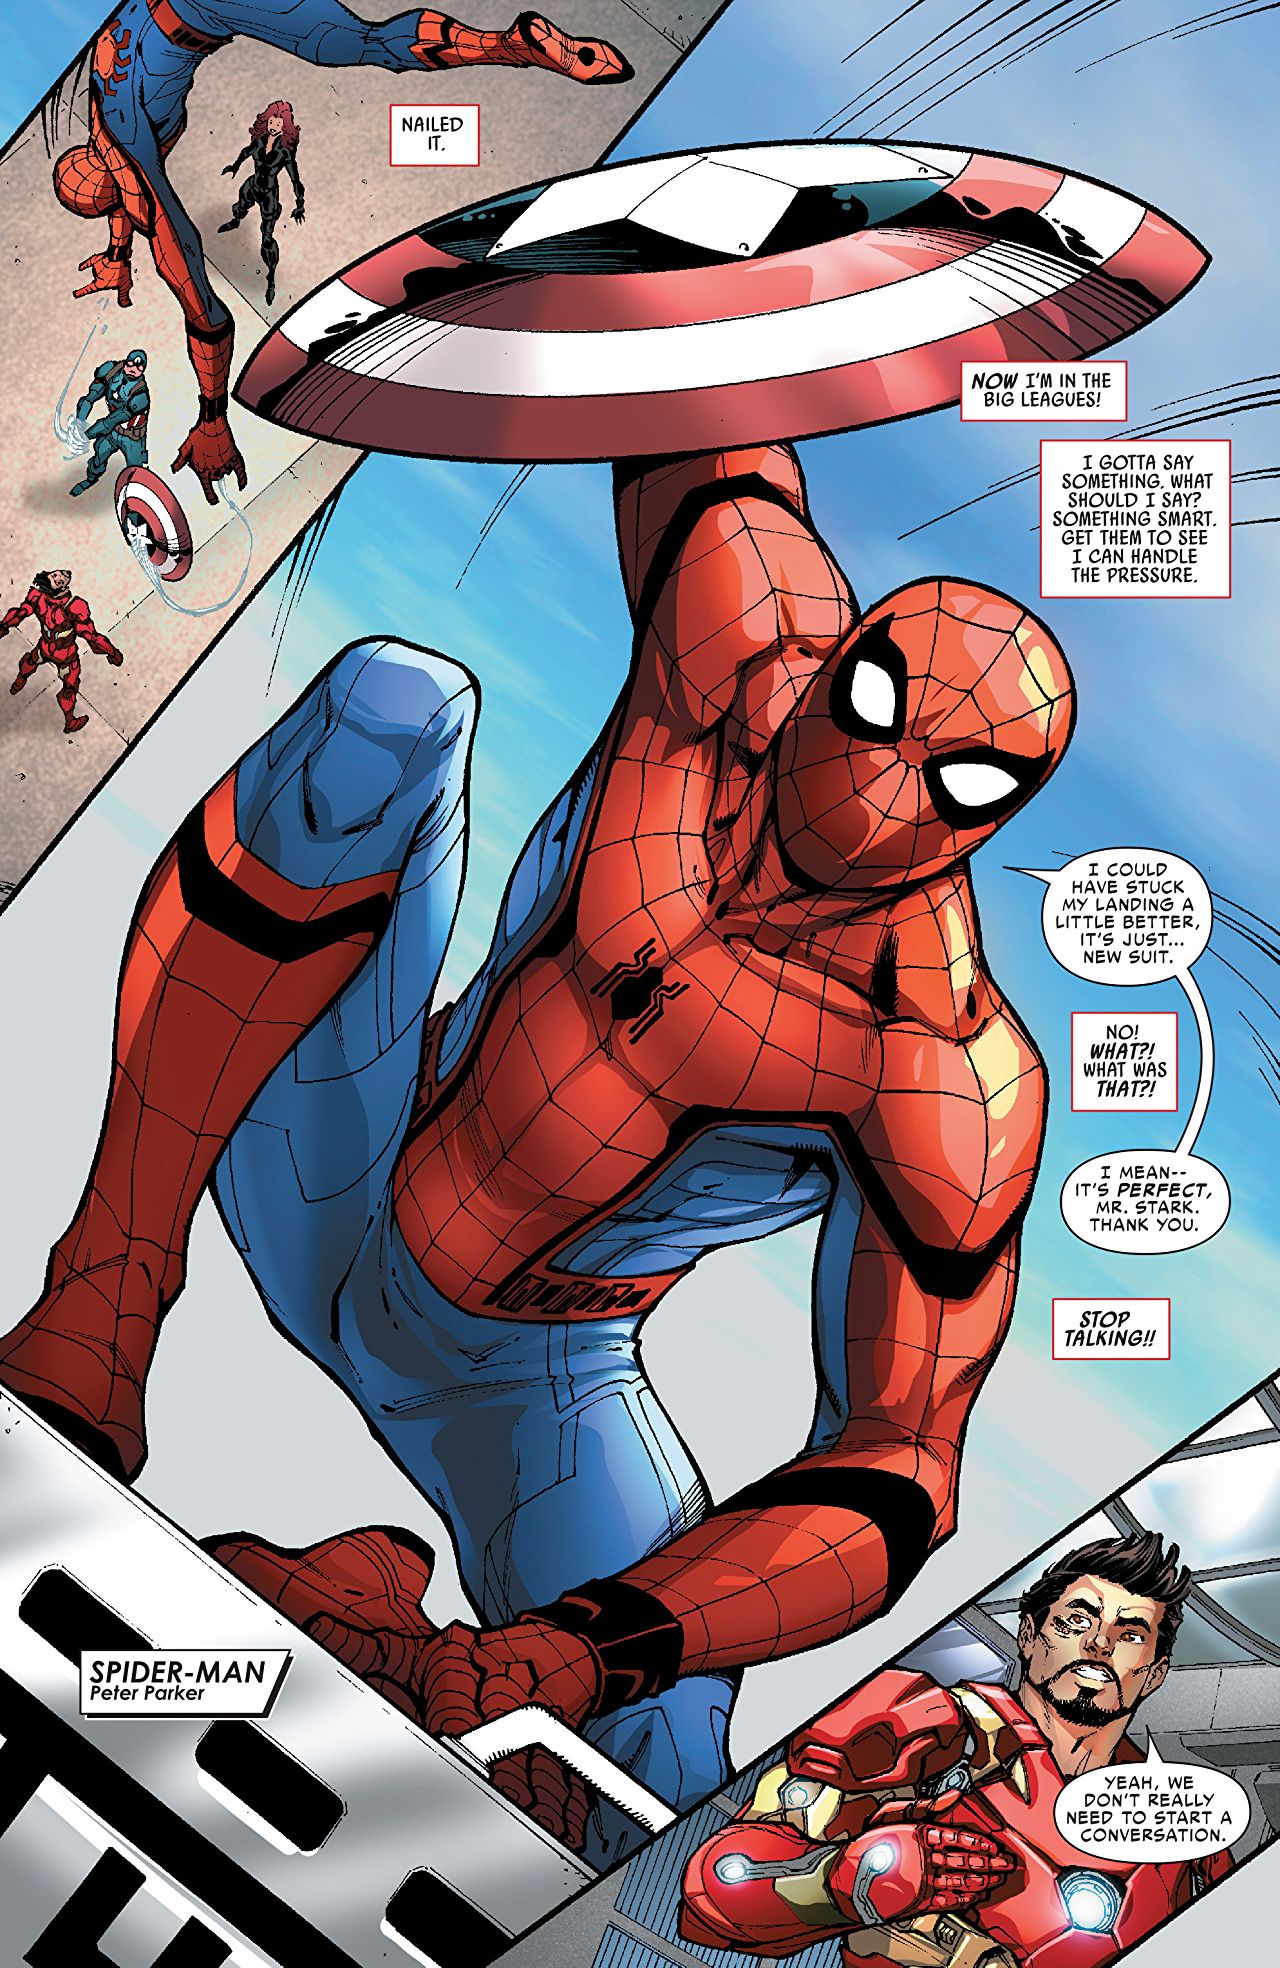 NAILED
IT.
NOW I'M IN THE
BIG LEAGUES!
I GOTTA SAY
SOMETHING. WHAT
SHOULD I SAY?
SOMETHING SMART.
GET THEM TO SEE
I CAN HANDLE
THE PRESSURE.
I COULD
HAVE STUCK
MY LANDING A
LITTLE BETTER,
IT'S JUST...
NEW SUIT.
NO!
WHAT?!
WHAT WAS
THAT?!
I MEAN--
IT'S PERFECT,
MR. STARK.
THANK YOU.
STOP
TALKING!!
SPIDER-MAN
Peter Parker
YEAH, WE
DON'T REALLY
NEED TO START A
CONVERSATION.